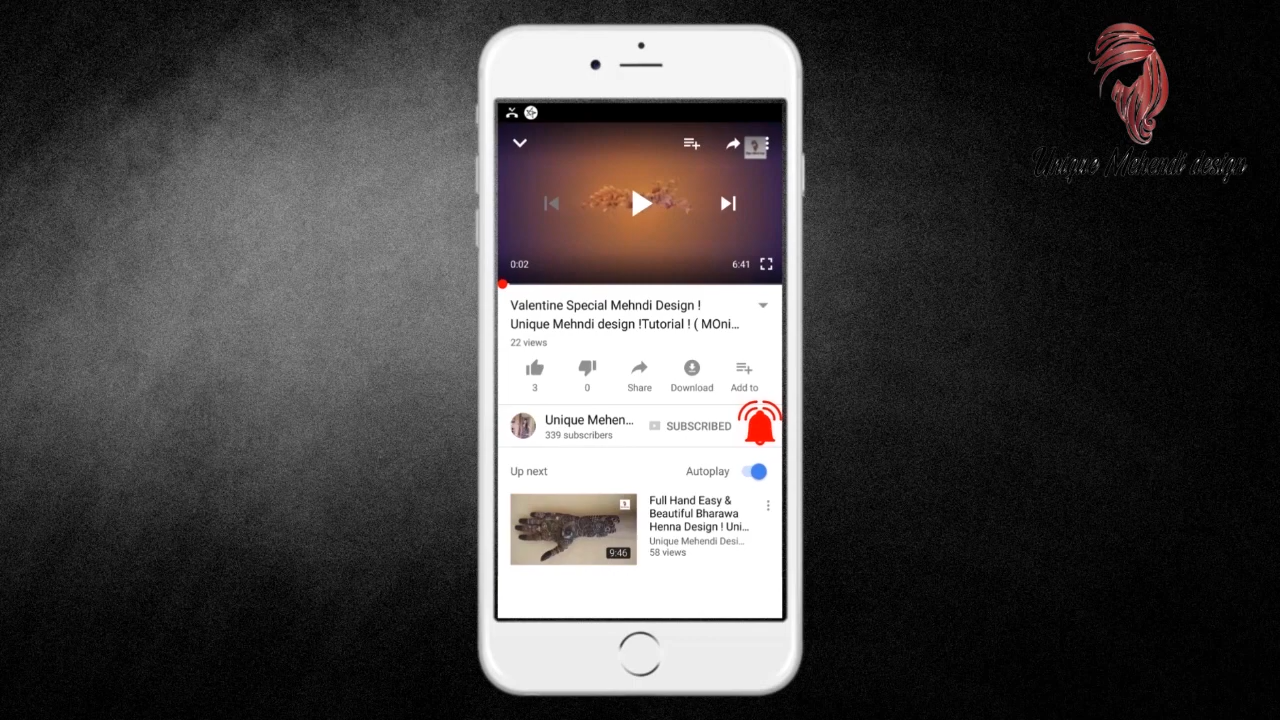 Unique Mehendi design
0:02
6:41
Valentine Special Mehndi Design !
Unique Mehndi design !Tutorial ! ( MOni...
22 views
3
0
Share
Download
Add to
Unique Mehen...
SUBSCRIBED
339 subscribers
Up next
Autoplay
Full Hand Easy &
Beautiful Bharawa
Henna Design ! Uni...
Unique Mehendi Desi...
58 views
9:46